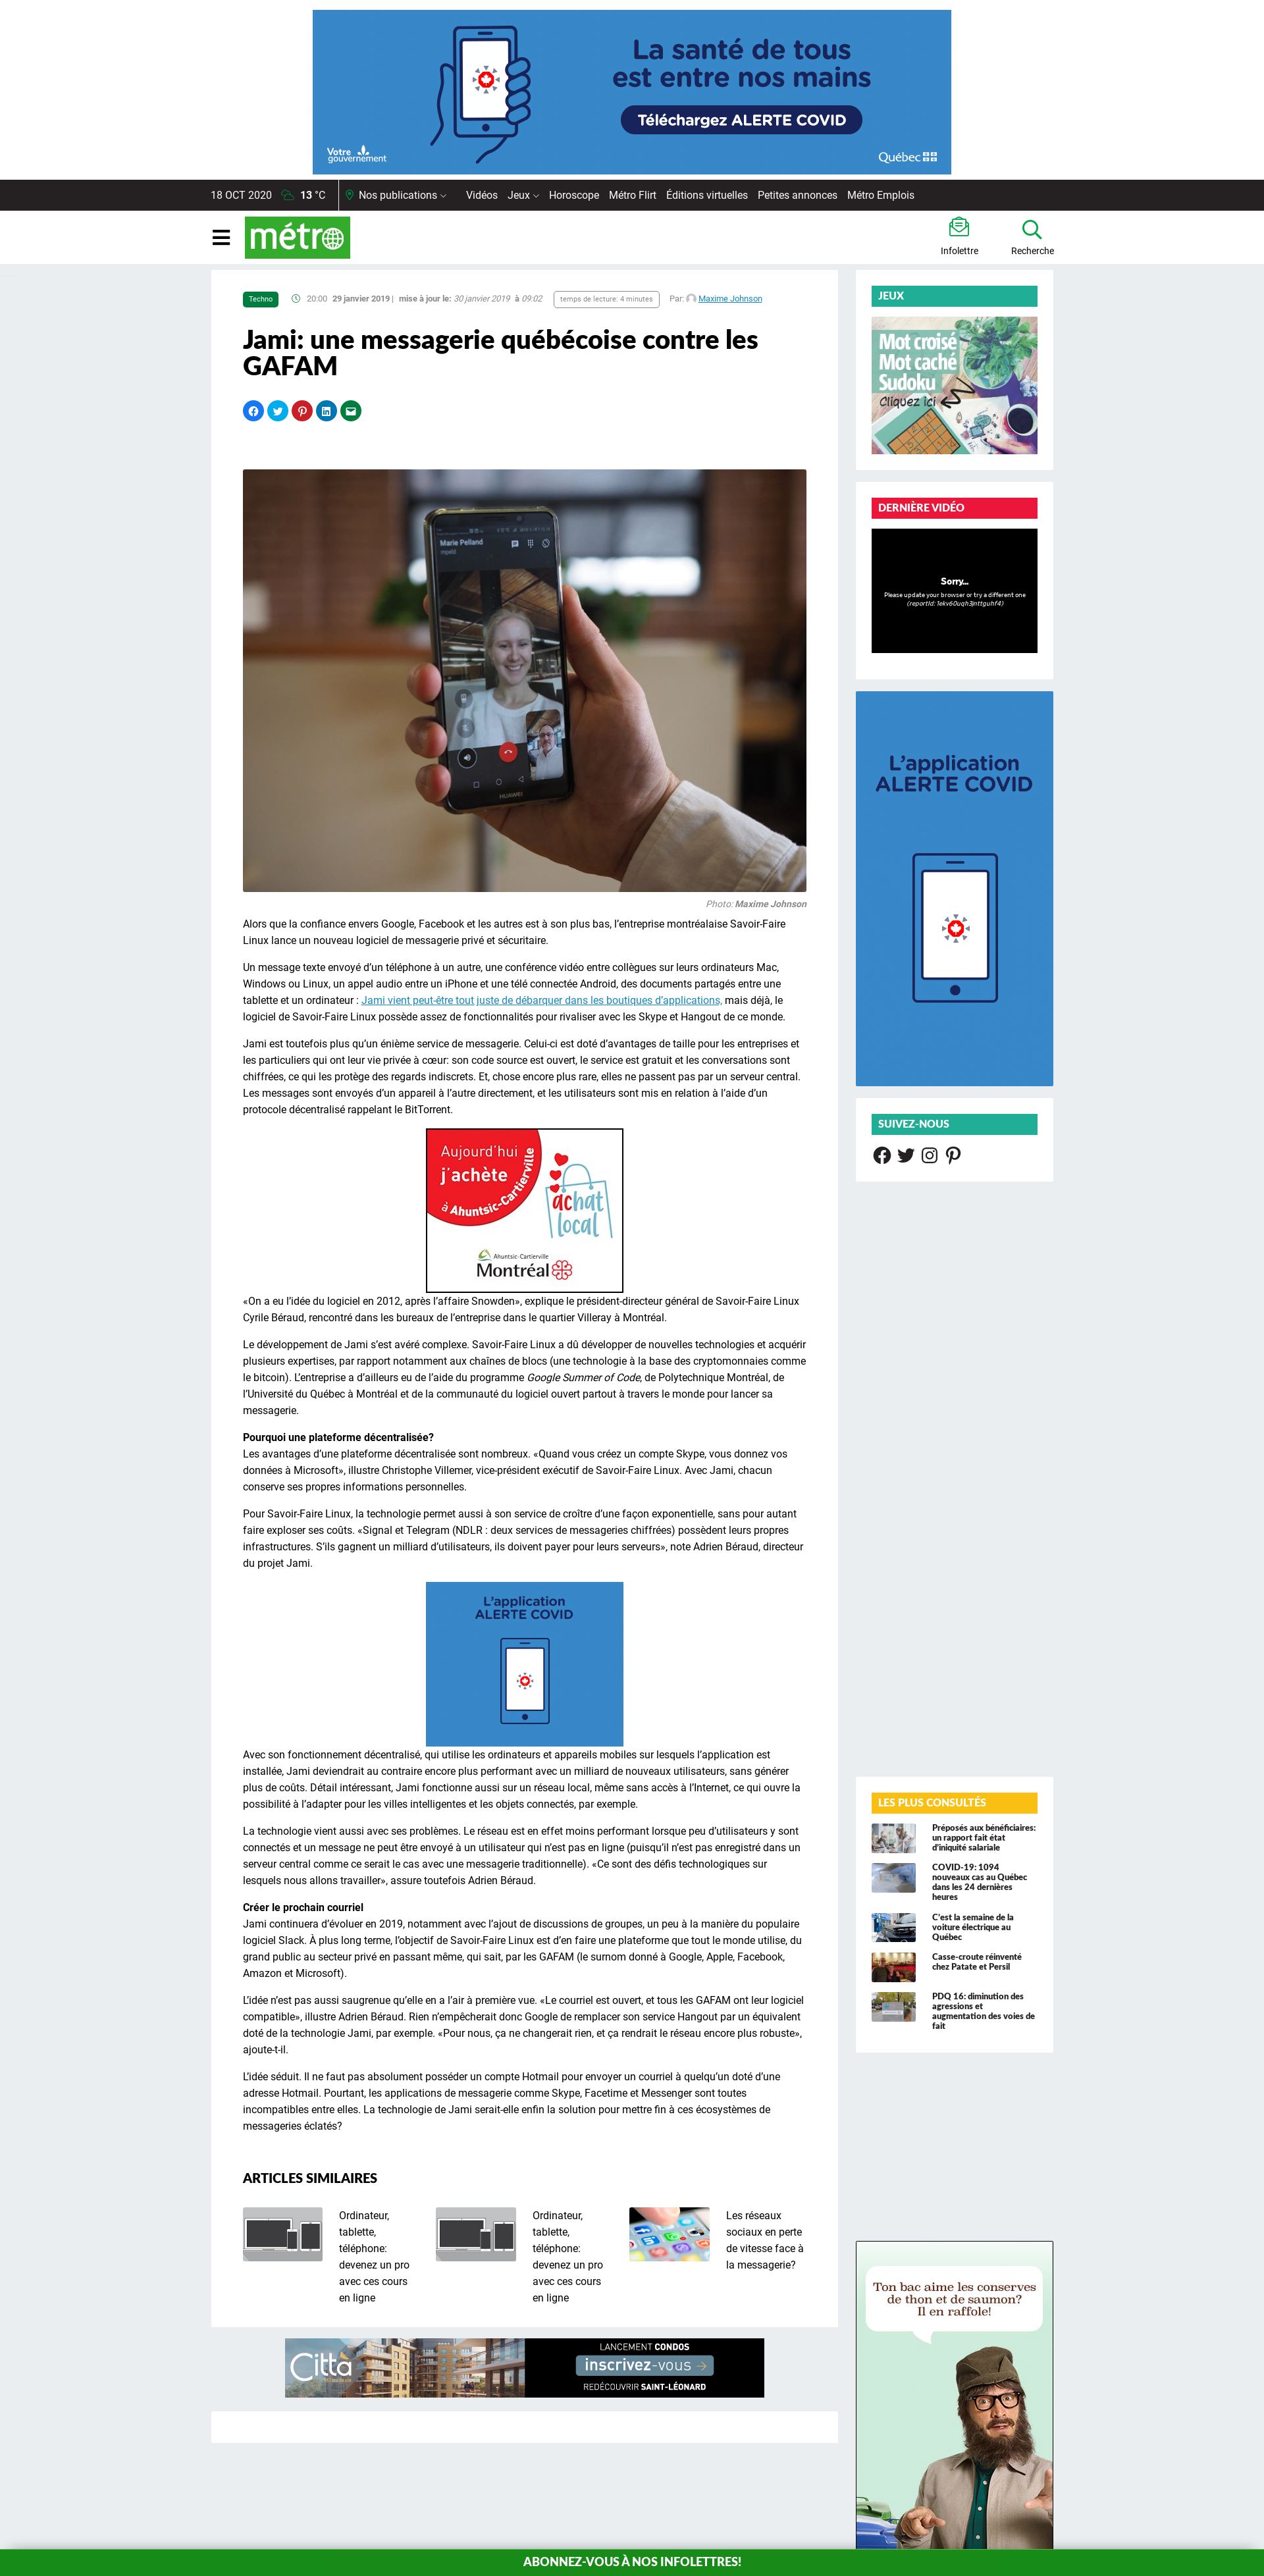 La santé de tous
est entre nos mains
Téléchargez ALERTE COVID
Votre
gouvernement
Québec
18 OCT 2020 13 °C Nos publications Vidéos Jeux Horoscope Métro Flirt Éditions virtuelles Petites annonces Métro Emplois
métro
Infolettre
Recherche
Techno 20:00 29 janvier 2019 | mise à jour le: 30 janvier 2019 à 09:02 temps de lecture: 4 minutes Par: Maxime Johnson
Jami: une messagerie québécoise contre les
GAFAM
Marie Pelland
mpeld
HUAWEI
Photo: Maxime Johnson
Alors que la confiance envers Google, Facebook et les autres est à son plus bas, l’entreprise montréalaise Savoir-Faire
Linux lance un nouveau logiciel de messagerie privé et sécuritaire.
Un message texte envoyé d’un téléphone à un autre, une conférence vidéo entre collègues sur leurs ordinateurs Mac,
Windows ou Linux, un appel audio entre un iPhone et une télé connectée Android, des documents partagés entre une
tablette et un ordinateur : Jami vient peut-être tout juste de débarquer dans les boutiques d’applications, mais déjà, le
logiciel de Savoir-Faire Linux possède assez de fonctionnalités pour rivaliser avec les Skype et Hangout de ce monde.
Jami est toutefois plus qu’un énième service de messagerie. Celui-ci est doté d’avantages de taille pour les entreprises et
les particuliers qui ont leur vie privée à cœur: son code source est ouvert, le service est gratuit et les conversations sont
chiffrées, ce qui les protège des regards indiscrets. Et, chose encore plus rare, elles ne passent pas par un serveur central.
Les messages sont envoyés d’un appareil à l’autre directement, et les utilisateurs sont mis en relation à l’aide d’un
protocole décentralisé rappelant le BitTorrent.
Aujourd'hui
j'achète
à Ahuntsic-Cartierville
achat
local
Ahuntsic-Cartierville
Montréal
«On a eu l’idée du logiciel en 2012, après l’affaire Snowden», explique le président-directeur général de Savoir-Faire Linux
Cyrile Béraud, rencontré dans les bureaux de l’entreprise dans le quartier Villeray à Montréal.
Le développement de Jami s’est avéré complexe. Savoir-Faire Linux a dû développer de nouvelles technologies et acquérir
plusieurs expertises, par rapport notamment aux chaînes de blocs (une technologie à la base des cryptomonnaies comme
le bitcoin). L’entreprise a d’ailleurs eu de l’aide du programme Google Summer of Code, de Polytechnique Montréal, de
l’Université du Québec à Montréal et de la communauté du logiciel ouvert partout à travers le monde pour lancer sa
messagerie.
Pourquoi une plateforme décentralisée?
Les avantages d’une plateforme décentralisée sont nombreux. «Quand vous créez un compte Skype, vous donnez vos
données à Microsoft», illustre Christophe Villemer, vice-président exécutif de Savoir-Faire Linux. Avec Jami, chacun
conserve ses propres informations personnelles.
Pour Savoir-Faire Linux, la technologie permet aussi à son service de croître d’une façon exponentielle, sans pour autant
faire exploser ses coûts. «Signal et Telegram (NDLR : deux services de messageries chiffrées) possèdent leurs propres
infrastructures. S’ils gagnent un milliard d’utilisateurs, ils doivent payer pour leurs serveurs», note Adrien Béraud, directeur
du projet Jami.
L'application
ALERTE COVID
Avec son fonctionnement décentralisé, qui utilise les ordinateurs et appareils mobiles sur lesquels l’application est
installée, Jami deviendrait au contraire encore plus performant avec un milliard de nouveaux utilisateurs, sans générer
plus de coûts. Détail intéressant, Jami fonctionne aussi sur un réseau local, même sans accès à l’Internet, ce qui ouvre la
possibilité à l’adapter pour les villes intelligentes et les objets connectés, par exemple.
La technologie vient aussi avec ses problèmes. Le réseau est en effet moins performant lorsque peu d’utilisateurs y sont
connectés et un message ne peut être envoyé à un utilisateur qui n’est pas en ligne (puisqu’il n’est pas enregistré dans un
serveur central comme ce serait le cas avec une messagerie traditionnelle). «Ce sont des défis technologiques sur
lesquels nous allons travailler», assure toutefois Adrien Béraud.
Créer le prochain courriel
Jami continuera d’évoluer en 2019, notamment avec l’ajout de discussions de groupes, un peu à la manière du populaire
logiciel Slack. À plus long terme, l’objectif de Savoir-Faire Linux est d’en faire une plateforme que tout le monde utilise, du
grand public au secteur privé en passant même, qui sait, par les GAFAM (le surnom donné à Google, Apple, Facebook,
Amazon et Microsoft).
L’idée n’est pas aussi saugrenue qu’elle en a l’air à première vue. «Le courriel est ouvert, et tous les GAFAM ont leur logiciel
compatible», illustre Adrien Béraud. Rien n’empêcherait donc Google de remplacer son service Hangout par un équivalent
doté de la technologie Jami, par exemple. «Pour nous, ça ne changerait rien, et ça rendrait le réseau encore plus robuste»,
ajoute-t-il.
L’idée séduit. Il ne faut pas absolument posséder un compte Hotmail pour envoyer un courriel à quelqu’un doté d’une
adresse Hotmail. Pourtant, les applications de messagerie comme Skype, Facetime et Messenger sont toutes
incompatibles entre elles. La technologie de Jami serait-elle enfin la solution pour mettre fin à ces écosystèmes de
messageries éclatés?
ARTICLES SIMILAIRES
Ordinateur,
tablette,
téléphone:
devenez un pro
avec ces cours
en ligne
Ordinateur,
tablette,
téléphone:
devenez un pro
avec ces cours
en ligne
Les réseaux
sociaux en perte
de vitesse face à
la messagerie?
Città
LANCEMENT CONDOS
inscrivez-vous →
REDÉCOUVRIR SAINT-LÉONARD
JEUX
Mot croisé
Mot caché
Sudoku
Cliquez ici
DERNIÈRE VIDÉO
Sorry...
Please update your browser or try a different one
(reportId: 1ekv60uqh3jnttguhf4)
L'application
ALERTE COVID
SUIVEZ-NOUS
LES PLUS CONSULTÉS
Préposés aux bénéficiaires:
un rapport fait état
d'iniquité salariale
COVID-19: 1094
nouveaux cas au Québec
dans les 24 dernières
heures
C'est la semaine de la
voiture électrique au
Québec
Casse-croute réinventé
chez Patate et Persil
PDQ 16: diminution des
agressions et
augmentation des voies de
fait
Ton bac aime les conserves
de thon et de saumon?
Il en raffole!
ABONNEZ-VOUS À NOS INFOLETTRES!